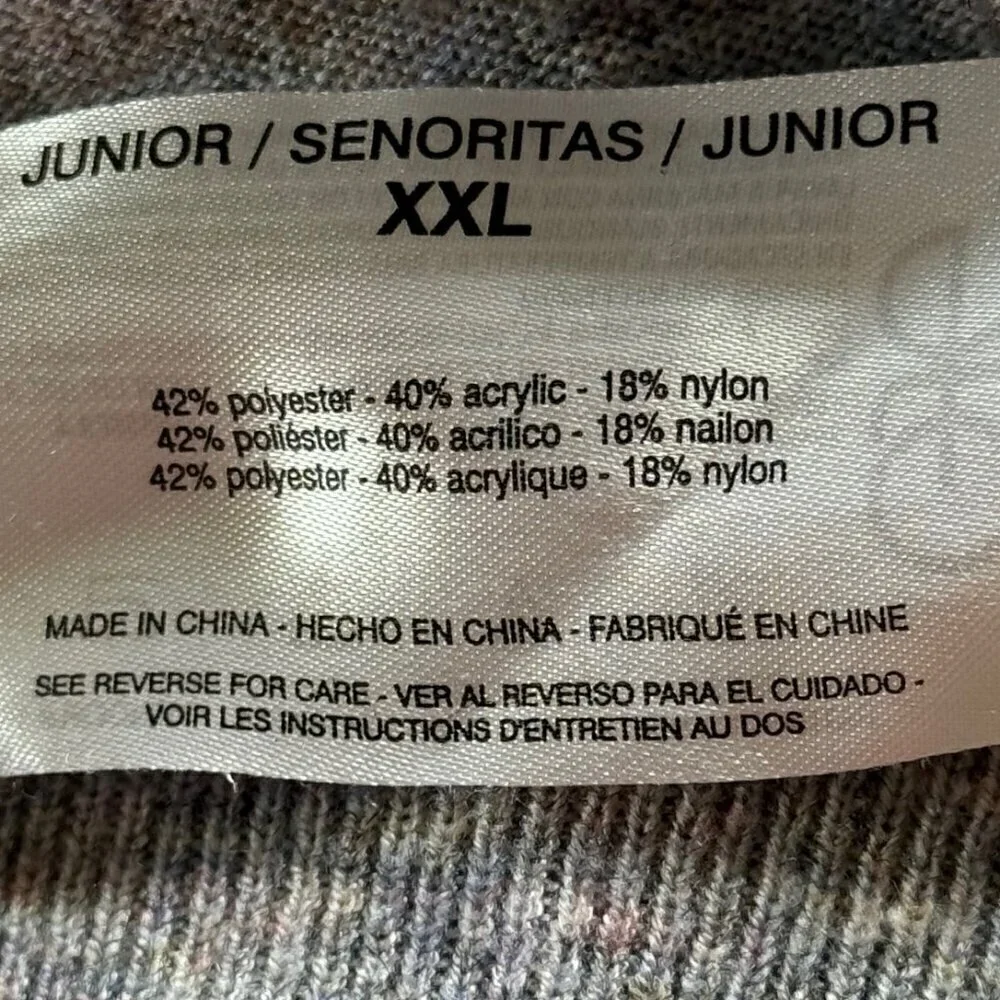 JUNIOR / SENORITAS / JUNIOR
XXL
42% polyester - 40% acrylic - 18% nylon
42% poliéster - 40% acrilico - 18% nailon
42% polyester - 40% acrylique - 18% nylon
MADE IN CHINA - HECHO EN CHINA - FABRIQUÉ EN CHINE
SEE REVERSE FOR CARE - VER AL REVERSO PARA EL CUIDADO -
VOIR LES INSTRUCTIONS D'ENTRETIEN AU DOS